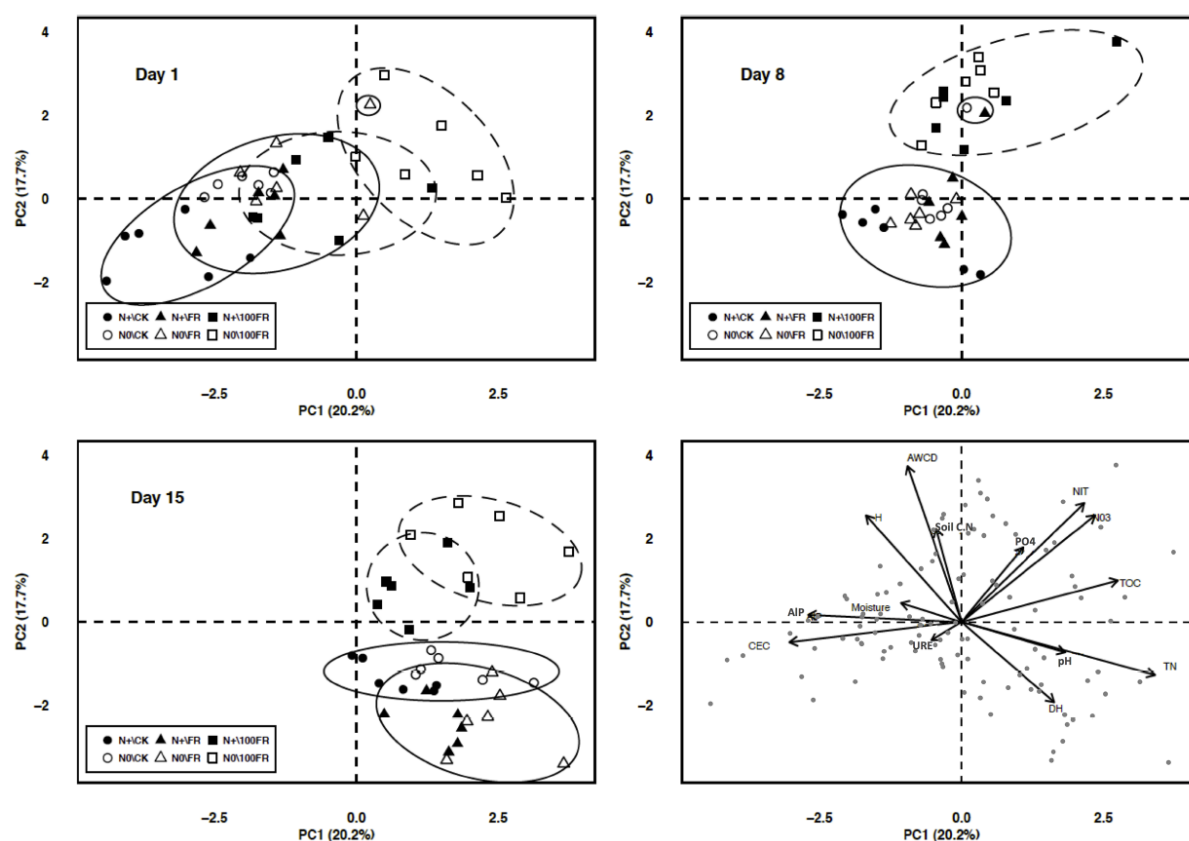 4
Day 1
2
0
−2
PC2 (17.7%)
N+\CK N+\FR N+\100FR
N0\CK N0\FR N0\100FR
−2.5 0.0 2.5
PC1 (20.2%)
4
Day 8
2
0
−2
PC2 (17.7%)
N+\CK N+\FR N+\100FR
N0\CK N0\FR N0\100FR
−2.5 0.0 2.5
PC1 (20.2%)
4
Day 15
2
0
−2
PC2 (17.7%)
N+\CK N+\FR N+\100FR
N0\CK N0\FR N0\100FR
−2.5 0.0 2.5
PC1 (20.2%)
4
2
0
−2
PC2 (17.7%)
AWCD
NIT
H
Soil C.N
N03
PO4
TOC
Moisture
AlP
CEC
URE
pH
TN
DH
−2.5 0.0 2.5
PC1 (20.2%)